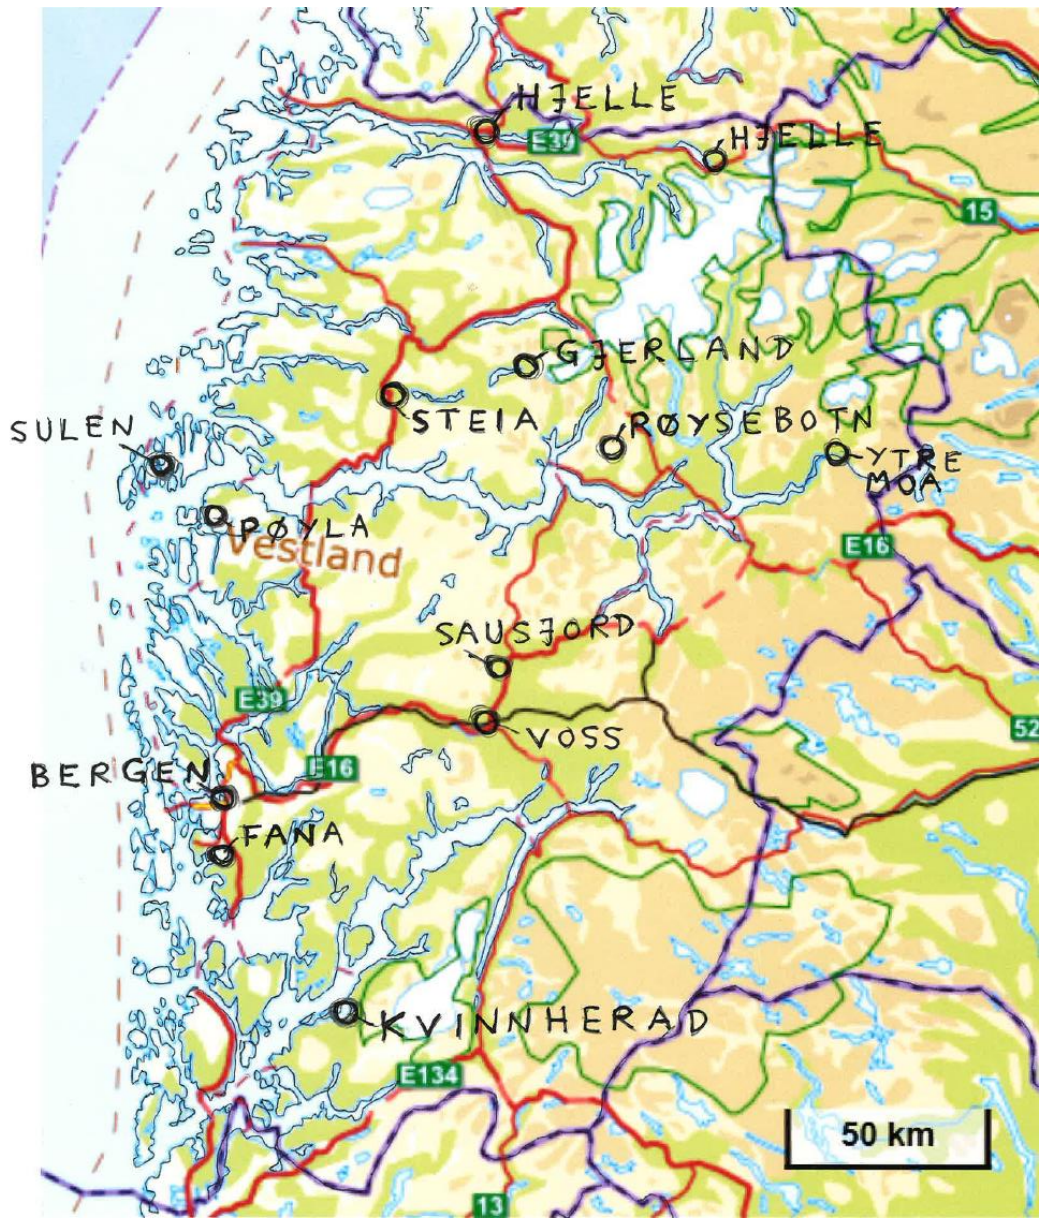 HJELLE
E39
HJELLE
15
GJERLAND
STEIA
RØYSEBOTN
SULEN
YTRE
MOA
RØYLA
Vestland
E16
SAUSJORD
E39
52
VOSS
E16
BERGEN
FANA
KVINNHERAD
E134
50 km
13